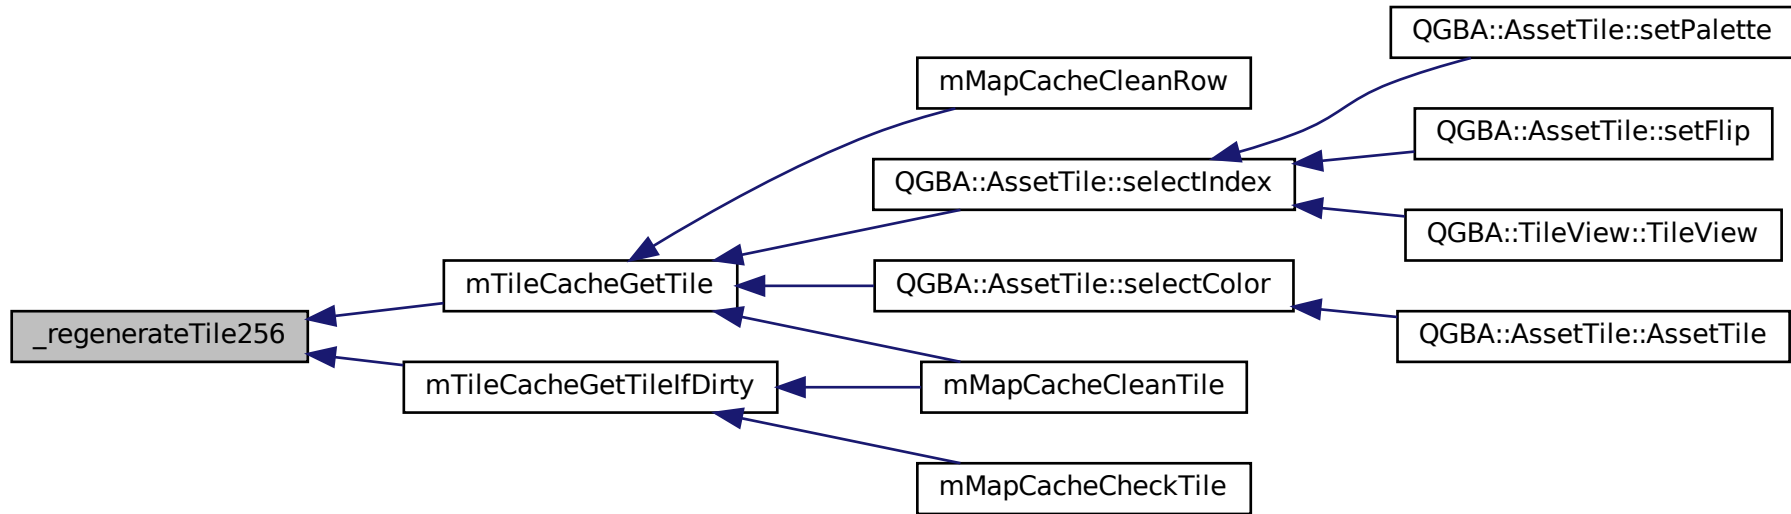 QGBA::AssetTile::setPalette
mMapCacheCleanRow
QGBA::AssetTile::setFlip
QGBA::AssetTile::selectIndex
QGBA::TileView::TileView
mTileCacheGetTile
QGBA::AssetTile::selectColor
_regenerateTile256
QGBA::AssetTile::AssetTile
mTileCacheGetTileIfDirty
mMapCacheCleanTile
mMapCacheCheckTile